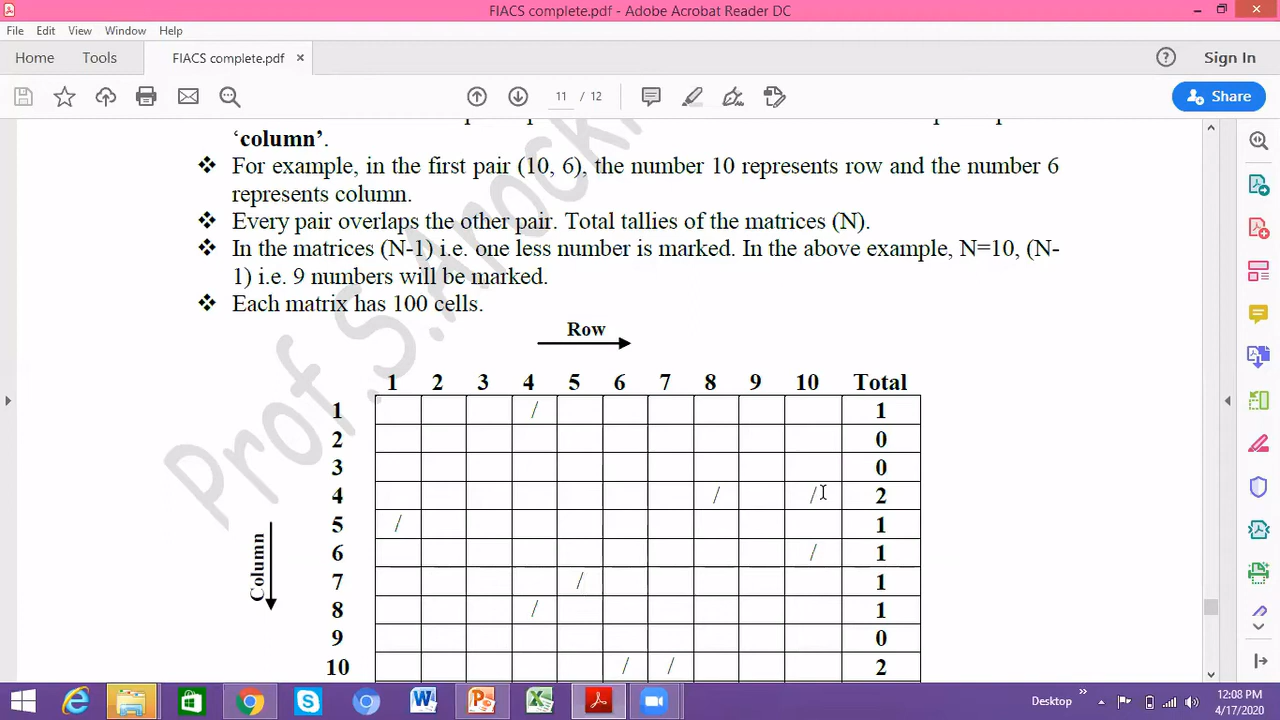 FIACS complete.pdf - Adobe Acrobat Reader DC
File Edit View Window Help
Home Tools FIACS complete.pdf × Sign In
11 / 12 Share
‘column’.
❖ For example, in the first pair (10, 6), the number 10 represents row and the number 6
represents column.
❖ Every pair overlaps the other pair. Total tallies of the matrices (N).
❖ In the matrices (N-1) i.e. one less number is marked. In the above example, N=10, (N-
1) i.e. 9 numbers will be marked.
❖ Each matrix has 100 cells.
Row
1 2 3 4 5 6 7 8 9 10 Total
1 / 1
2 0
3 0
4 / / 2
5 / 1
6 / 1
7 / 1
8 / 1
9 0
10 / / 2
Column
Prof.S.Arock
Desktop
12:08 PM
4/17/2020